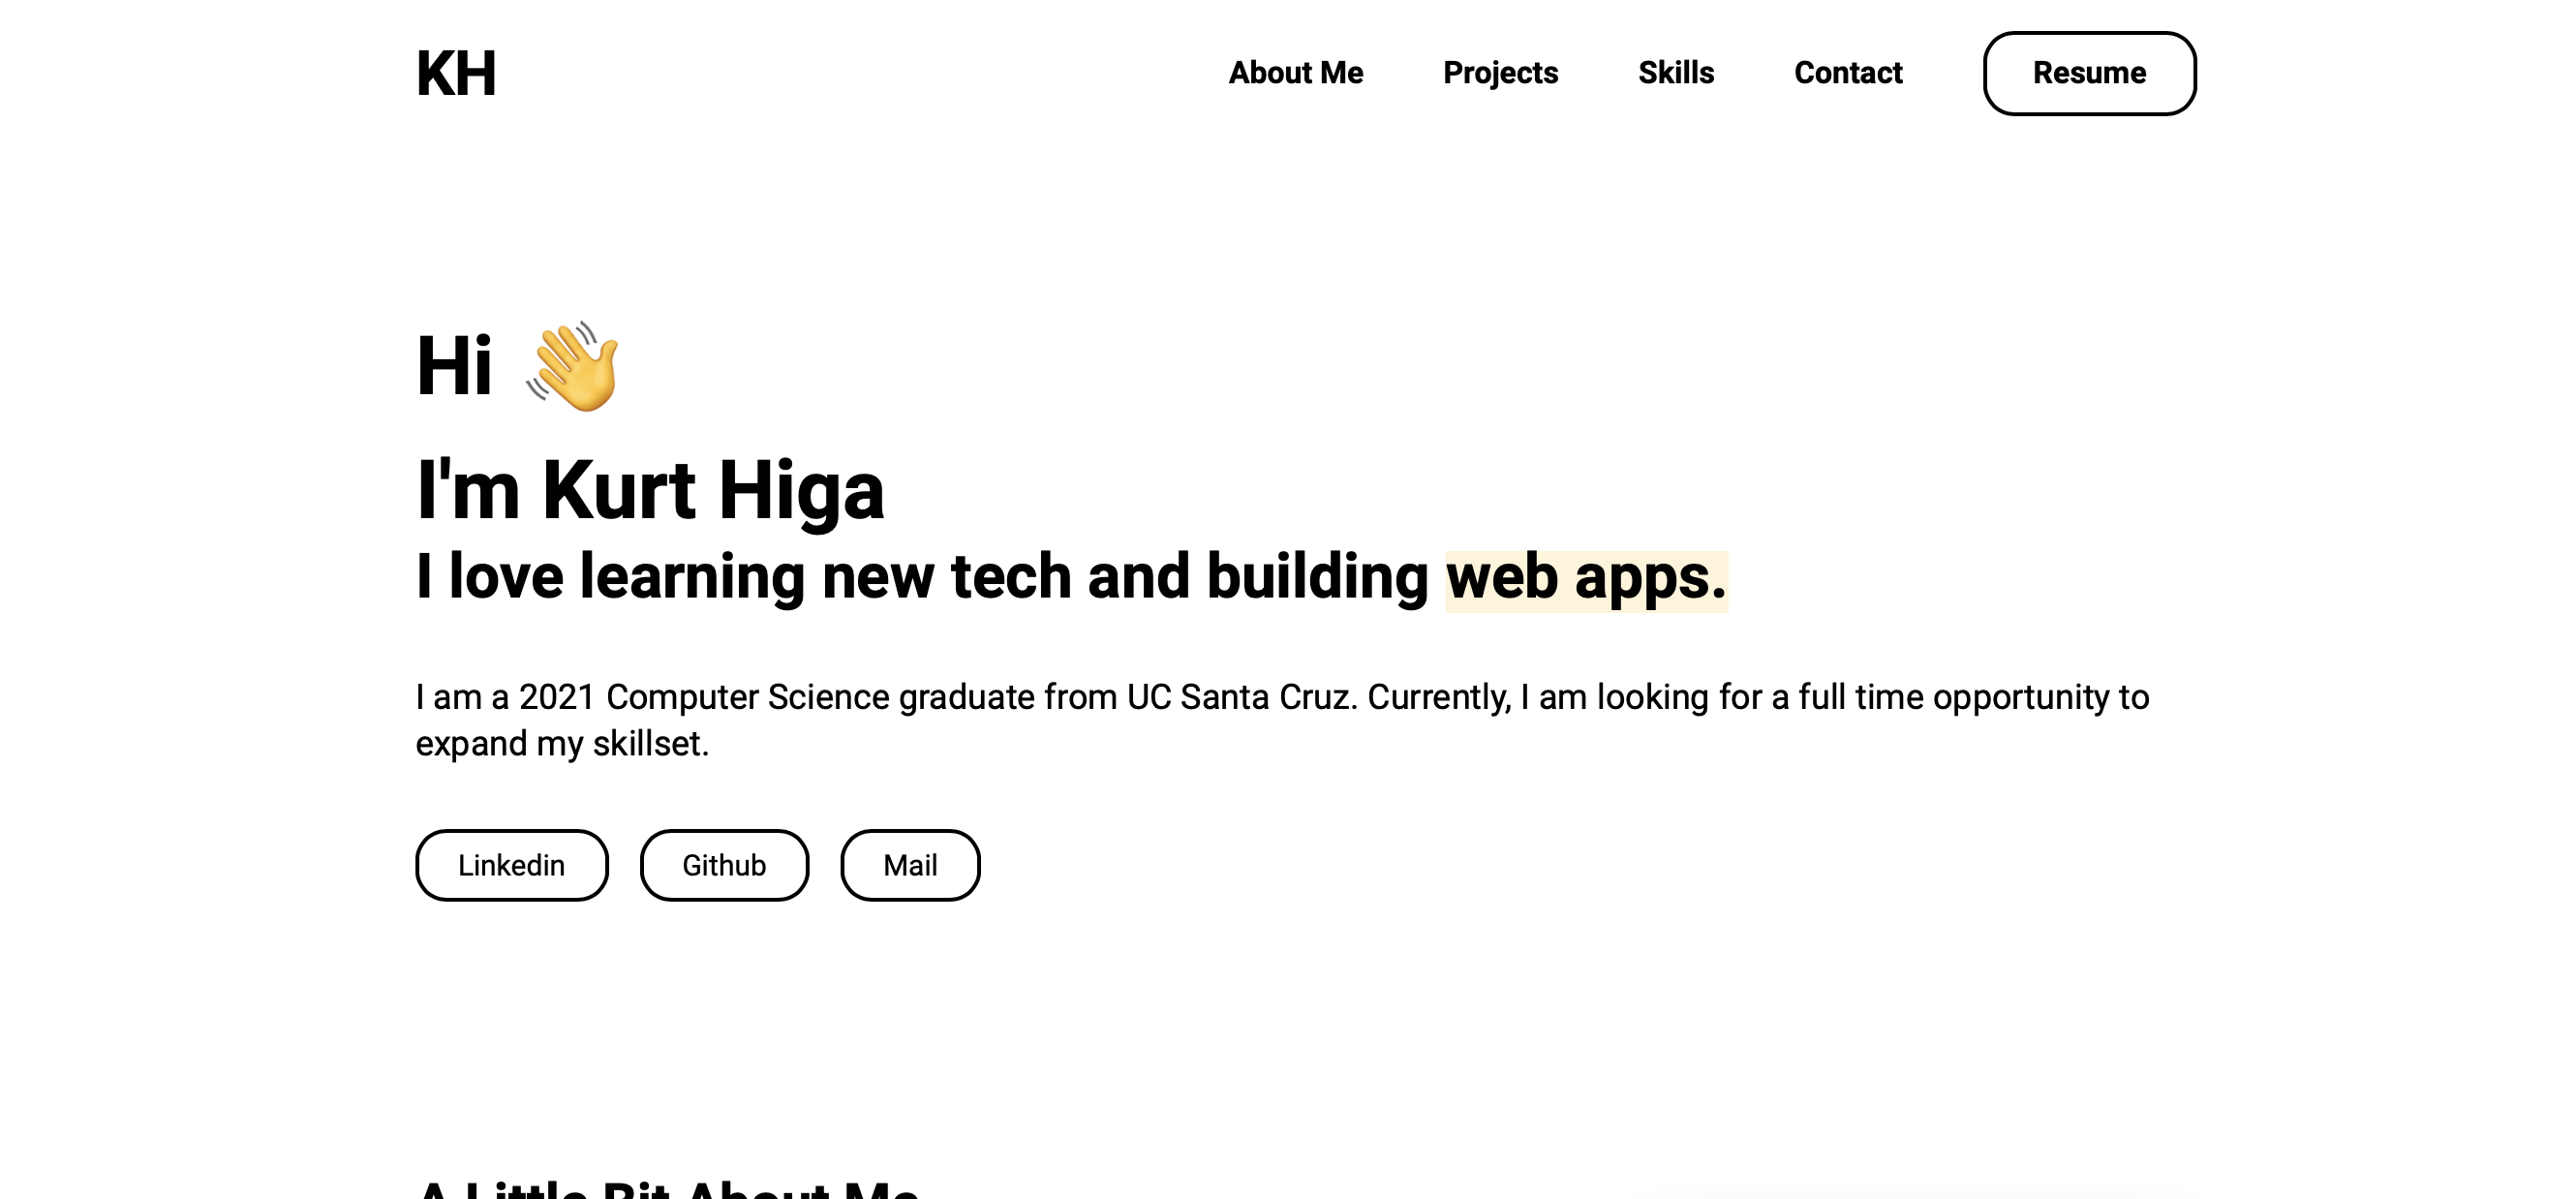 KH
About Me
Projects
Skills
Contact
Resume
Hi 👋
I'm Kurt Higa
I love learning new tech and building web apps.
I am a 2021 Computer Science graduate from UC Santa Cruz. Currently, I am looking for a full time opportunity to
expand my skillset.
Linkedin
Github
Mail
A Little Bit About Me